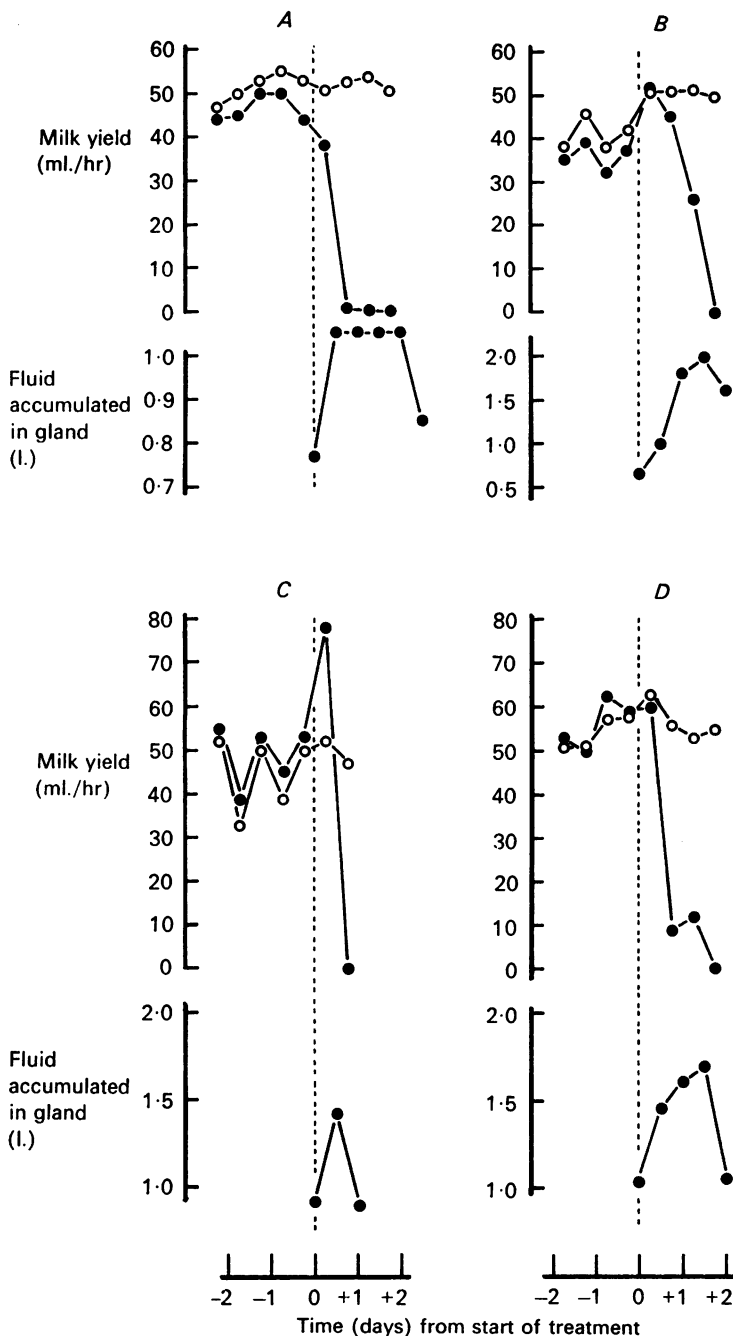 A
B
60
50
40
30
20
10
0
Milk yield
(ml./hr)
60
50
40
30
20
10
0
1·0
0·9
0·8
0·7
Fluid
accumulated
in gland
(l.)
2·0
1·5
1·0
0·5
C
D
80
70
60
50
40
30
20
10
0
Milk yield
(ml./hr)
80
70
60
50
40
30
20
10
0
2·0
1·5
1·0
Fluid
accumulated
in gland
(l.)
2·0
1·5
1·0
−2 −1 0 +1 +2
−2 −1 0 +1 +2
Time (days) from start of treatment